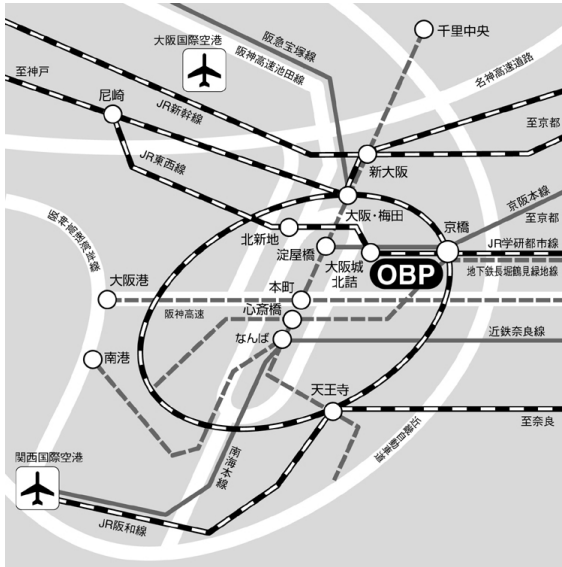 千里中央
阪急宝塚線
大阪国際空港
阪神高速池田線
名神高速道路
至神戸
尼崎
JR新幹線
至京都
JR東西線
新大阪
大阪・梅田
京阪本線
至京都
京橋
北新地
淀屋橋
大阪城
北詰
JR学研都市線
地下鉄長堀鶴見緑地線
OBP
阪神高速湾岸線
大阪港
本町
阪神高速
心斎橋
なんば
近鉄奈良線
南港
天王寺
至奈良
近畿自動車道
関西国際空港
南海本線
JR阪和線